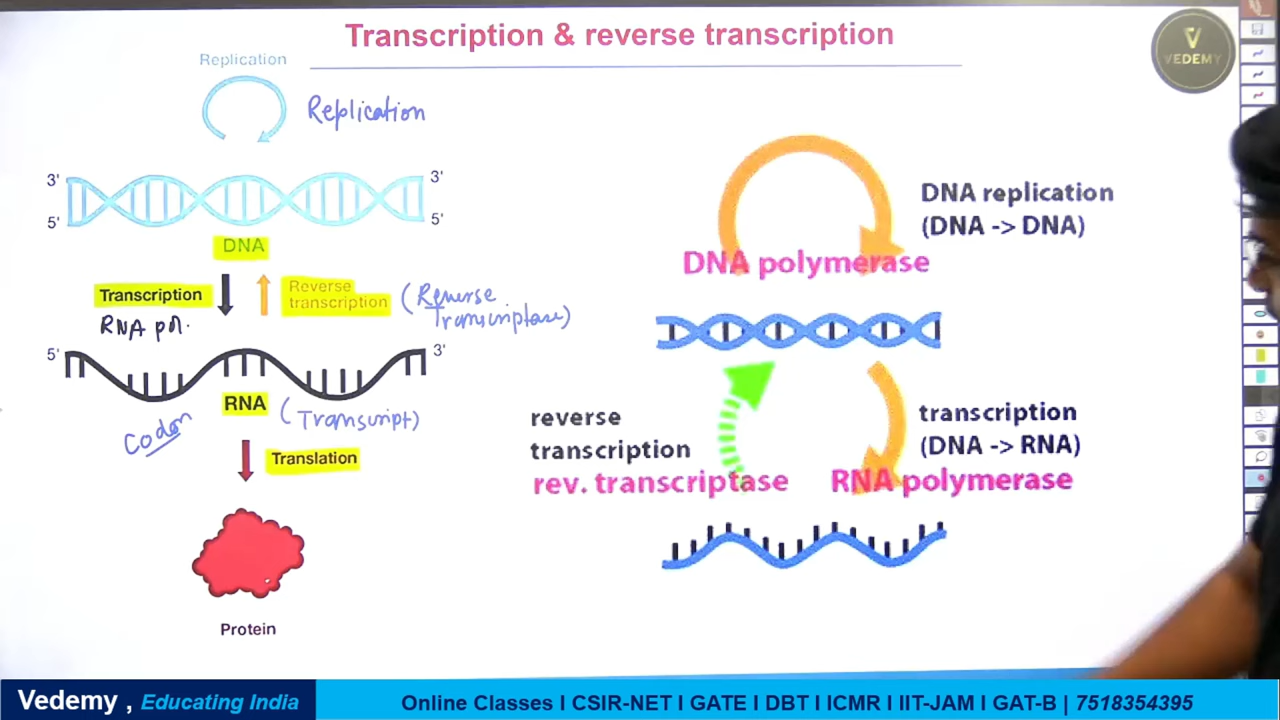 Transcription & reverse transcription
VEDEMY
Replication
Replication
3'
3'
5'
5'
DNA
Transcription
RNA pol.
Reverse
transcription
(Reverse
Transcriptase)
5'
3'
RNA
(Transcript)
Codon
Translation
Protein
DNA replication
(DNA -> DNA)
DNA polymerase
reverse
transcription
rev. transcriptase
transcription
(DNA -> RNA)
RNA polymerase
Vedemy , Educating India
Online Classes I CSIR-NET I GATE I DBT I ICMR I IIT-JAM I GAT-B | 7518354395